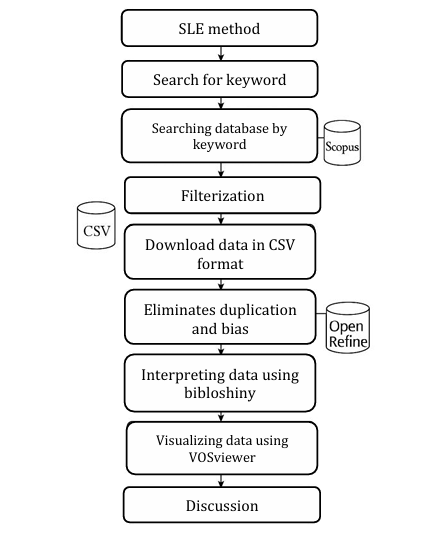 SLE method
Search for keyword
Searching database by
keyword
Scopus
Filterization
CSV
Download data in CSV
format
Eliminates duplication
and bias
Open
Refine
Interpreting data using
bibloshiny
Visualizing data using
VOSviewer
Discussion